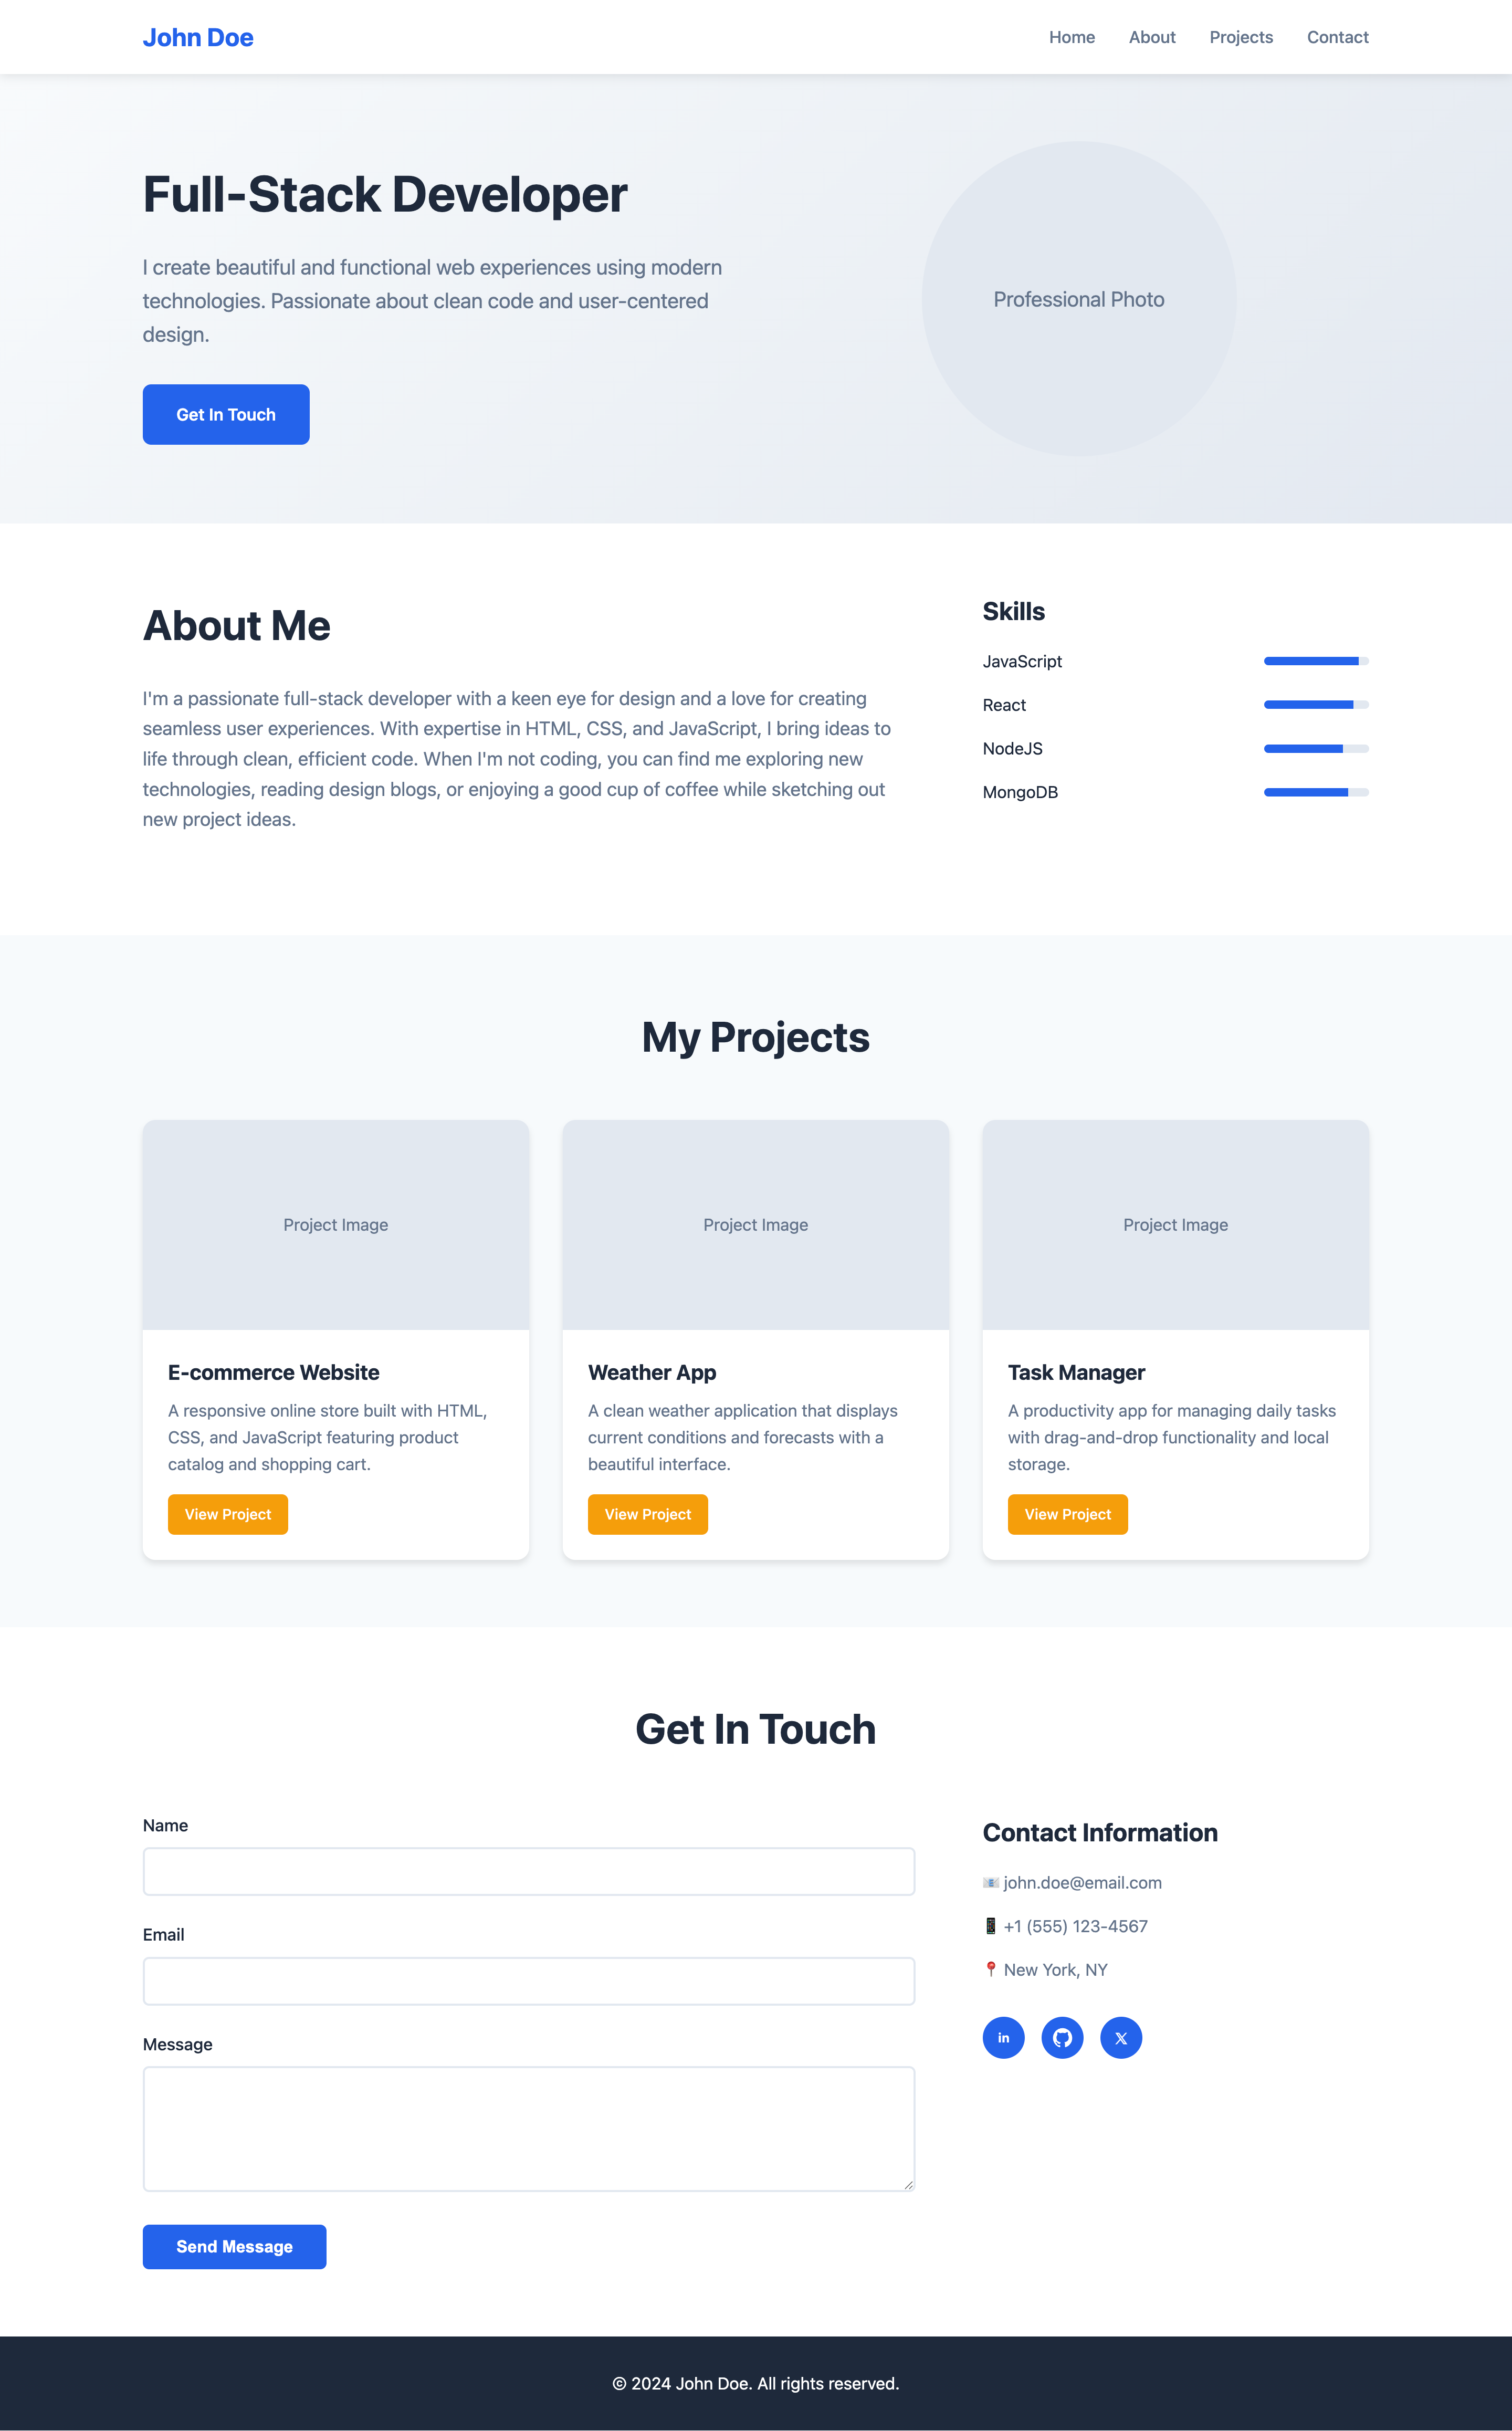 John Doe
Home
About
Projects
Contact
Full-Stack Developer
I create beautiful and functional web experiences using modern
technologies. Passionate about clean code and user-centered
design.
Get In Touch
Professional Photo
About Me
I'm a passionate full-stack developer with a keen eye for design and a love for creating
seamless user experiences. With expertise in HTML, CSS, and JavaScript, I bring ideas to
life through clean, efficient code. When I'm not coding, you can find me exploring new
technologies, reading design blogs, or enjoying a good cup of coffee while sketching out
new project ideas.
Skills
JavaScript
React
NodeJS
MongoDB
My Projects
Project Image
E-commerce Website
A responsive online store built with HTML,
CSS, and JavaScript featuring product
catalog and shopping cart.
View Project
Project Image
Weather App
A clean weather application that displays
current conditions and forecasts with a
beautiful interface.
View Project
Project Image
Task Manager
A productivity app for managing daily tasks
with drag-and-drop functionality and local
storage.
View Project
Get In Touch
Name
Email
Message
Send Message
Contact Information
📧 john.doe@email.com
📱 +1 (555) 123-4567
📍 New York, NY
in
© 2024 John Doe. All rights reserved.